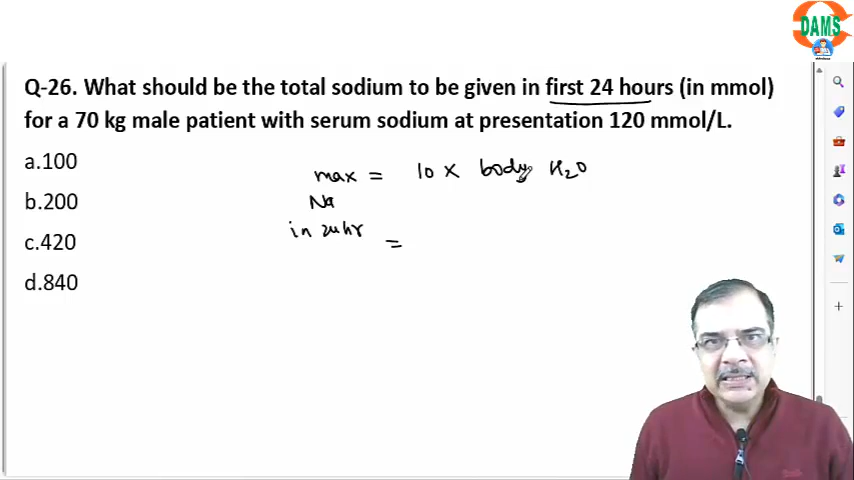 DAMS
Q-26. What should be the total sodium to be given in first 24 hours (in mmol)
for a 70 kg male patient with serum sodium at presentation 120 mmol/L.
a.100
max = 10 x body H2O
b.200
Na
in 24hr
c.420
=
d.840